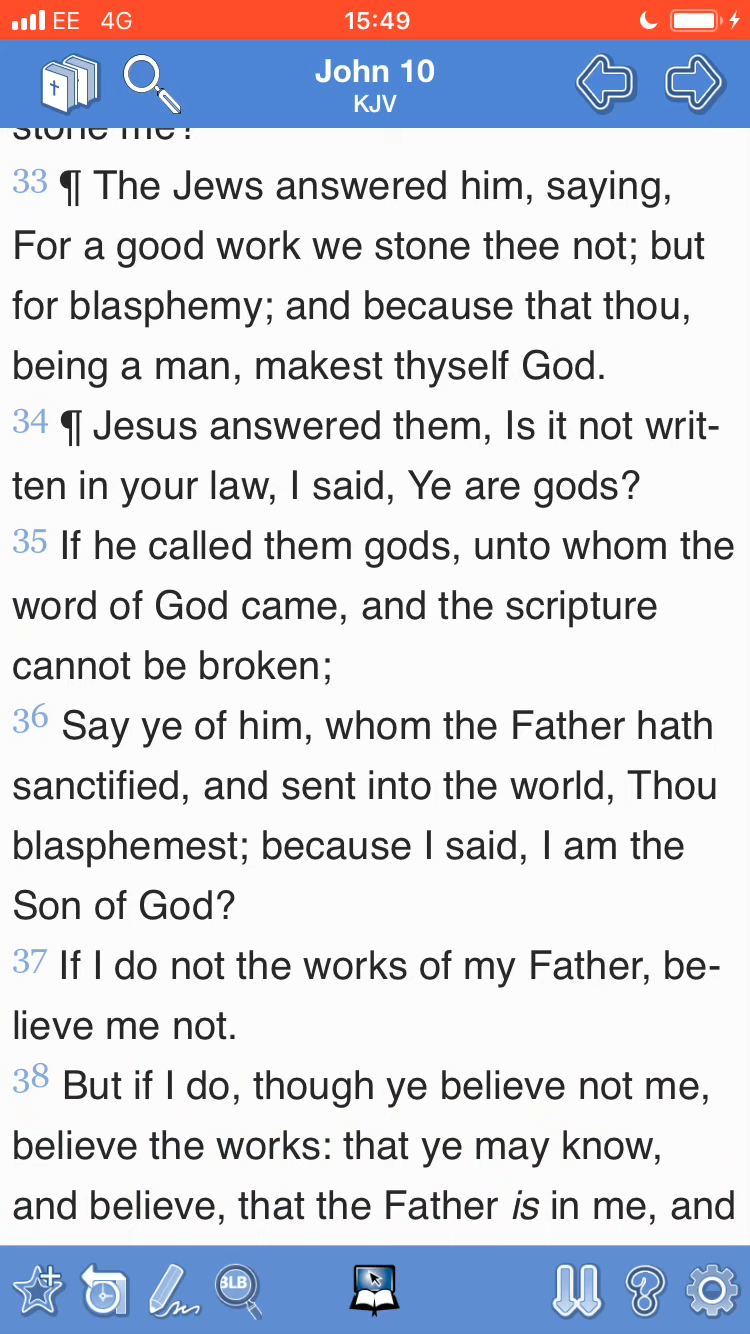 EE 4G 15:49
John 10
KJV
stone me?
33 ¶ The Jews answered him, saying,
For a good work we stone thee not; but
for blasphemy; and because that thou,
being a man, makest thyself God.
34 ¶ Jesus answered them, Is it not writ-
ten in your law, I said, Ye are gods?
35 If he called them gods, unto whom the
word of God came, and the scripture
cannot be broken;
36 Say ye of him, whom the Father hath
sanctified, and sent into the world, Thou
blasphemest; because I said, I am the
Son of God?
37 If I do not the works of my Father, be-
lieve me not.
38 But if I do, though ye believe not me,
believe the works: that ye may know,
and believe, that the Father is in me, and
BLB